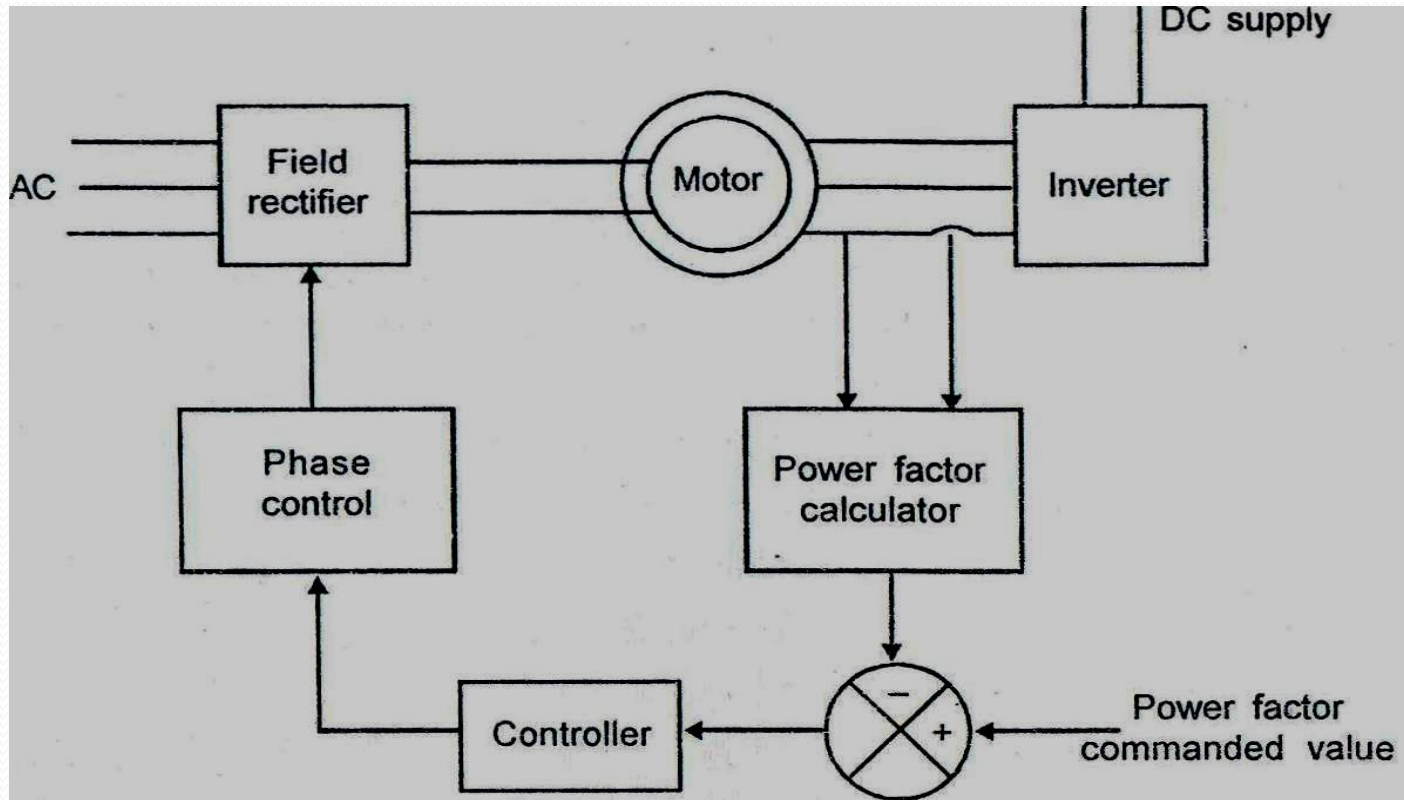 DC supply
Field
rectifier
Motor
Inverter
AC
Phase
control
Power factor
calculator
−
+
Controller
Power factor
commanded value